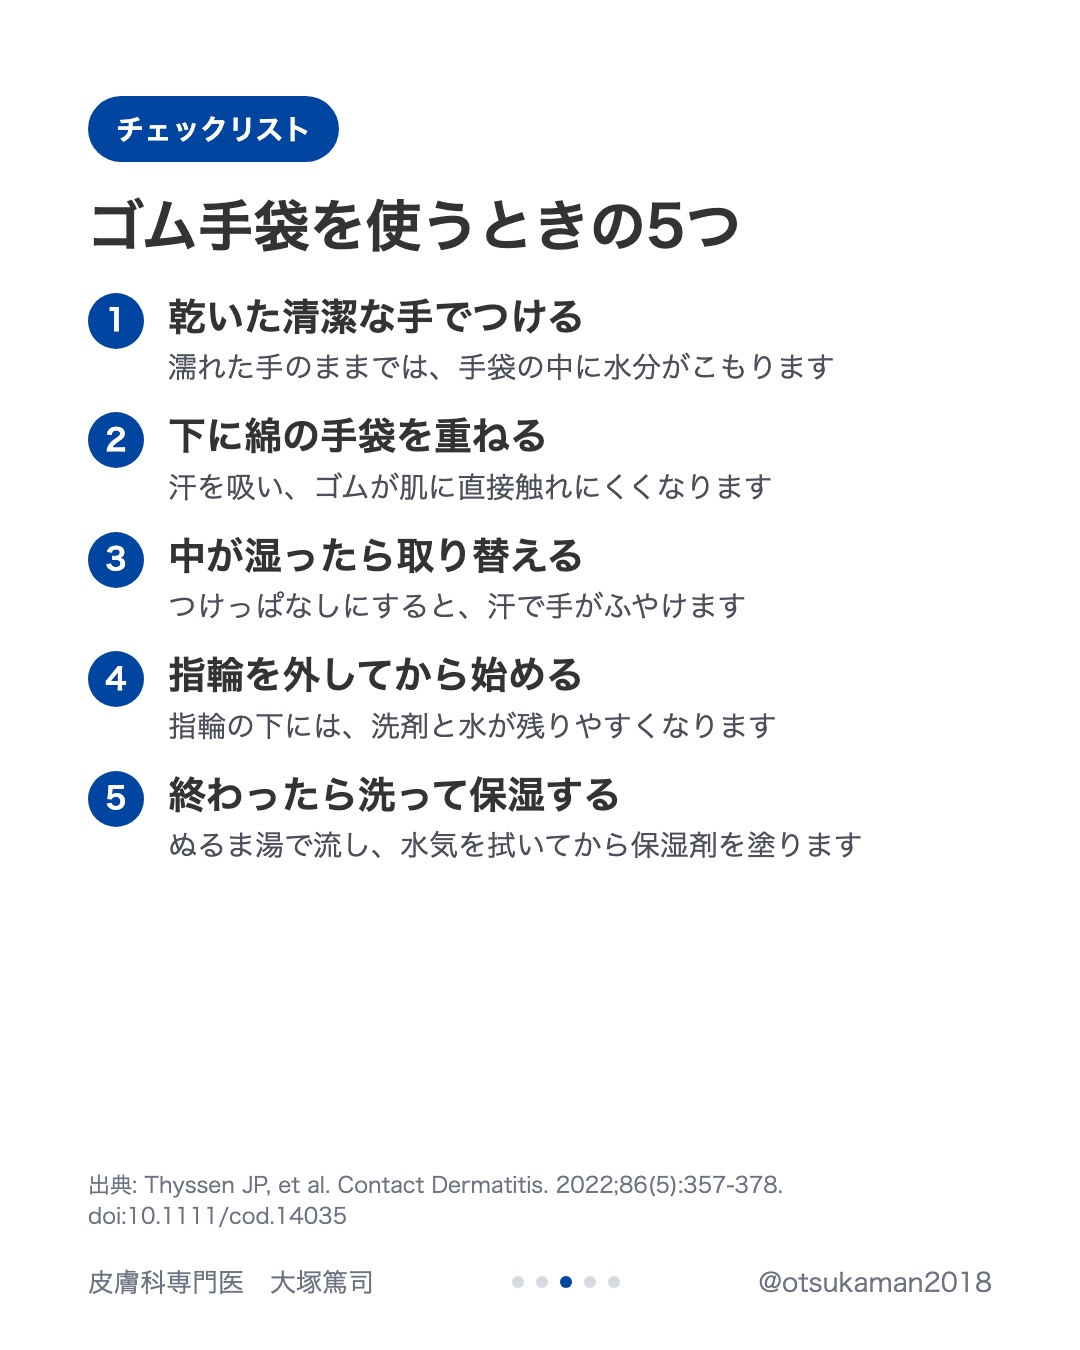 チェックリスト
ゴム手袋を使うときの5つ
1 乾いた清潔な手でつける
濡れた手のままでは、手袋の中に水分がこもります
2 下に綿の手袋を重ねる
汗を吸い、ゴムが肌に直接触れにくくなります
3 中が湿ったら取り替える
つけっぱなしにすると、汗で手がふやけます
4 指輪を外してから始める
指輪の下には、洗剤と水が残りやすくなります
5 終わったら洗って保湿する
ぬるま湯で流し、水気を拭いてから保湿剤を塗ります
出典: Thyssen JP, et al. Contact Dermatitis. 2022;86(5):357-378.
doi:10.1111/cod.14035
皮膚科専門医　大塚篤司
@otsukaman2018